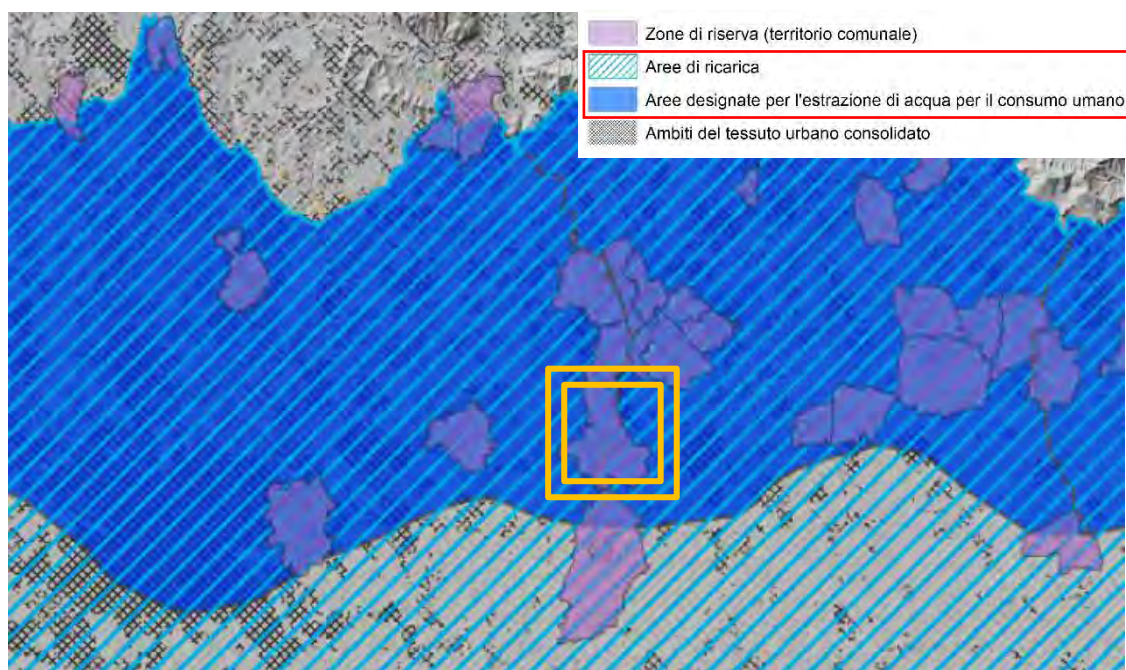 Zone di riserva (territorio comunale)
Aree di ricarica
Aree designate per l'estrazione di acqua per il consumo umano
Ambiti del tessuto urbano consolidato